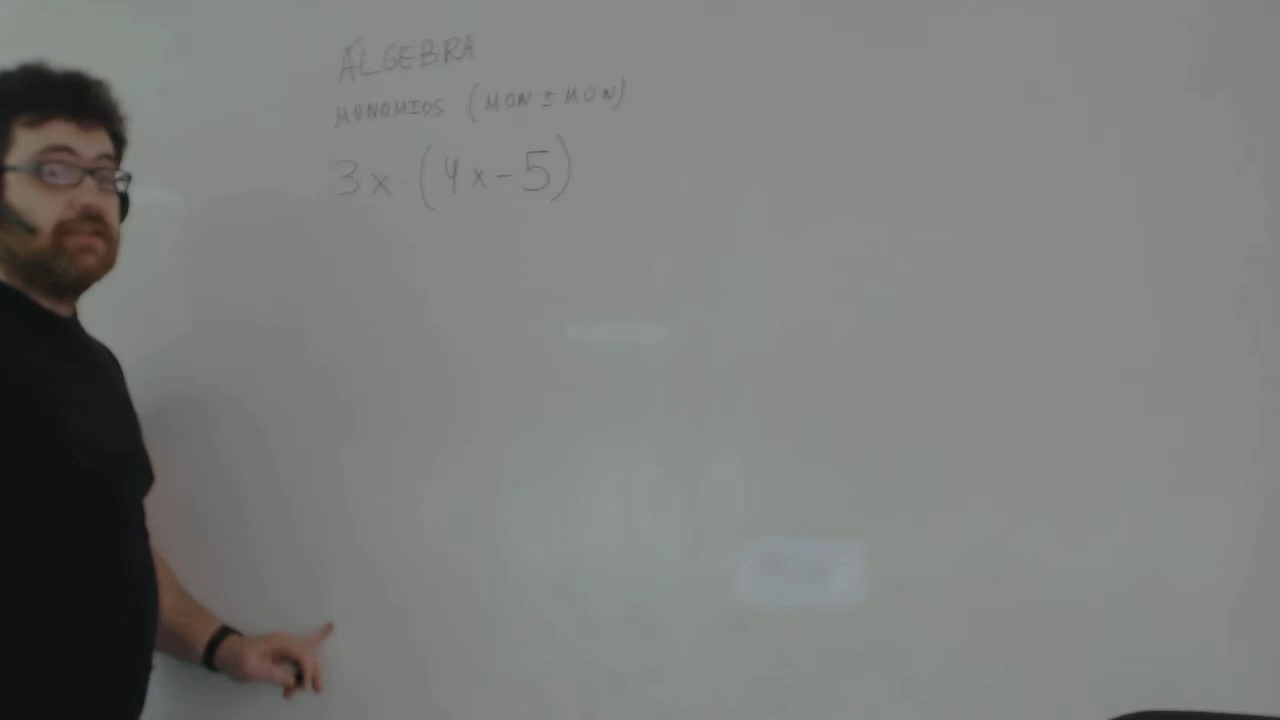 ÁLGEBRA
MONOMIOS (MON ± MON)
3x · (4x - 5)